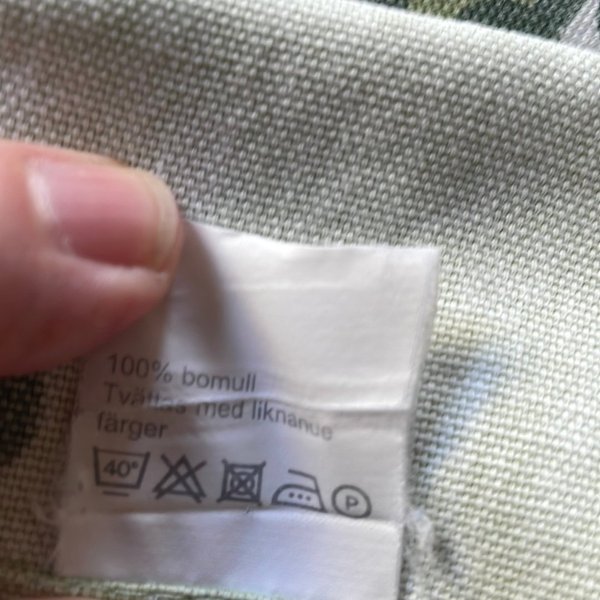 100% bomull
Tvättas med liknande
färger
40°
P